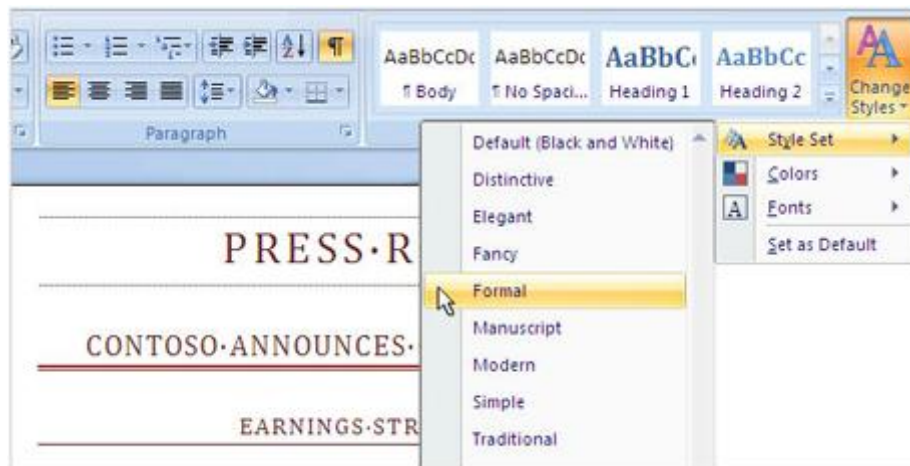 AaBbCcDc AaBbCcDc AaBbC AaBbCc
¶ Body ¶ No Spaci... Heading 1 Heading 2
Change
Styles
Paragraph
Default (Black and White)
Distinctive
Elegant
Fancy
Formal
Manuscript
Modern
Simple
Traditional
Style Set
Colors
Fonts
Set as Default
PRESS·R
CONTOSO·ANNOUNCES·
EARNINGS·STR